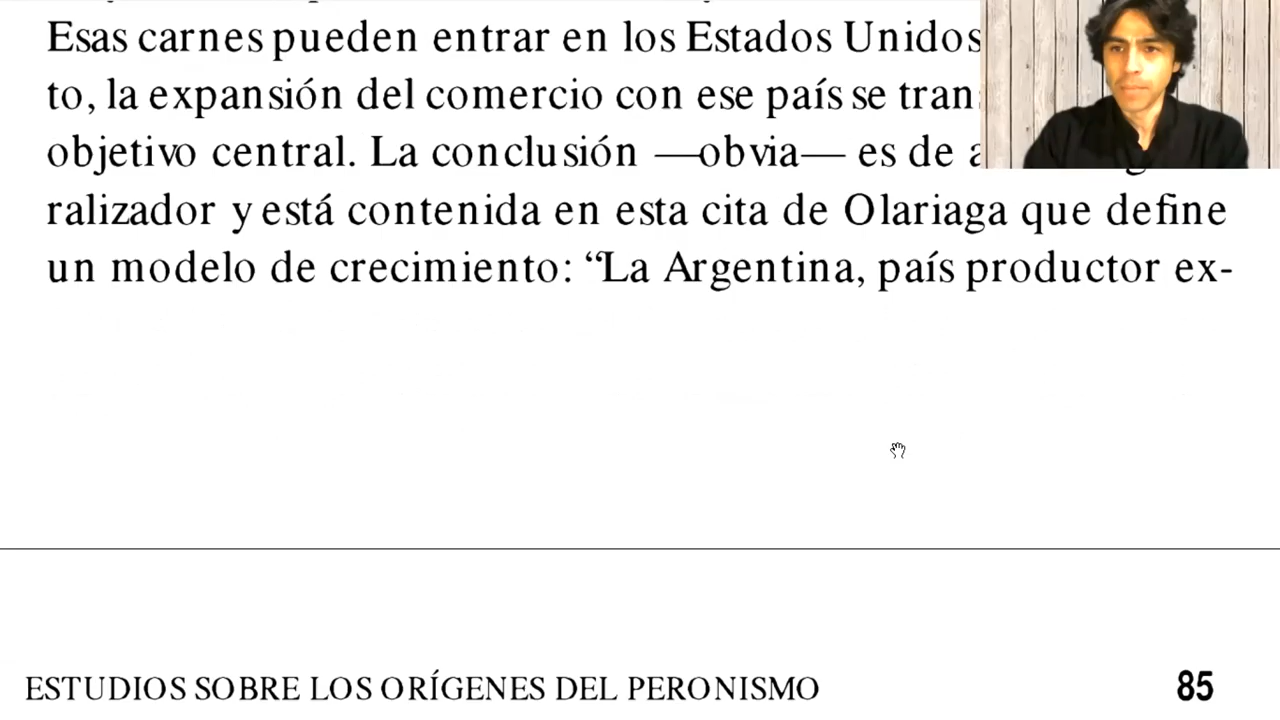 Esas carnes pueden entrar en los Estados Unidos
to, la expansión del comercio con ese país se tran
objetivo central. La conclusión —obvia— es de
ralizador y está contenida en esta cita de Olariaga que define
un modelo de crecimiento: “La Argentina, país productor ex-
ESTUDIOS SOBRE LOS ORÍGENES DEL PERONISMO
85